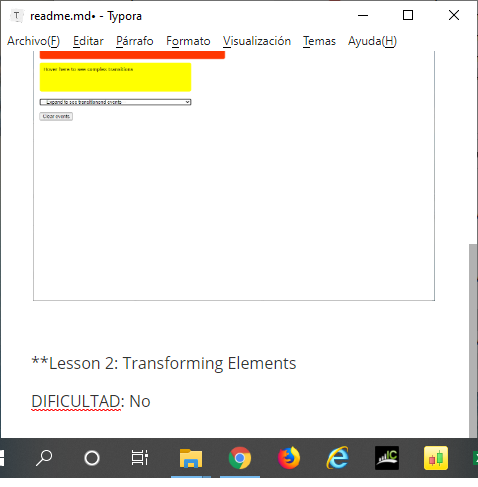 readme.md• - Typora
Archivo(F) Editar Párrafo Formato Visualización Temas Ayuda(H)
Hover here to see complex transitions
Expand to see transitionend events
Clear events
**Lesson 2: Transforming Elements
DIFICULTAD: No